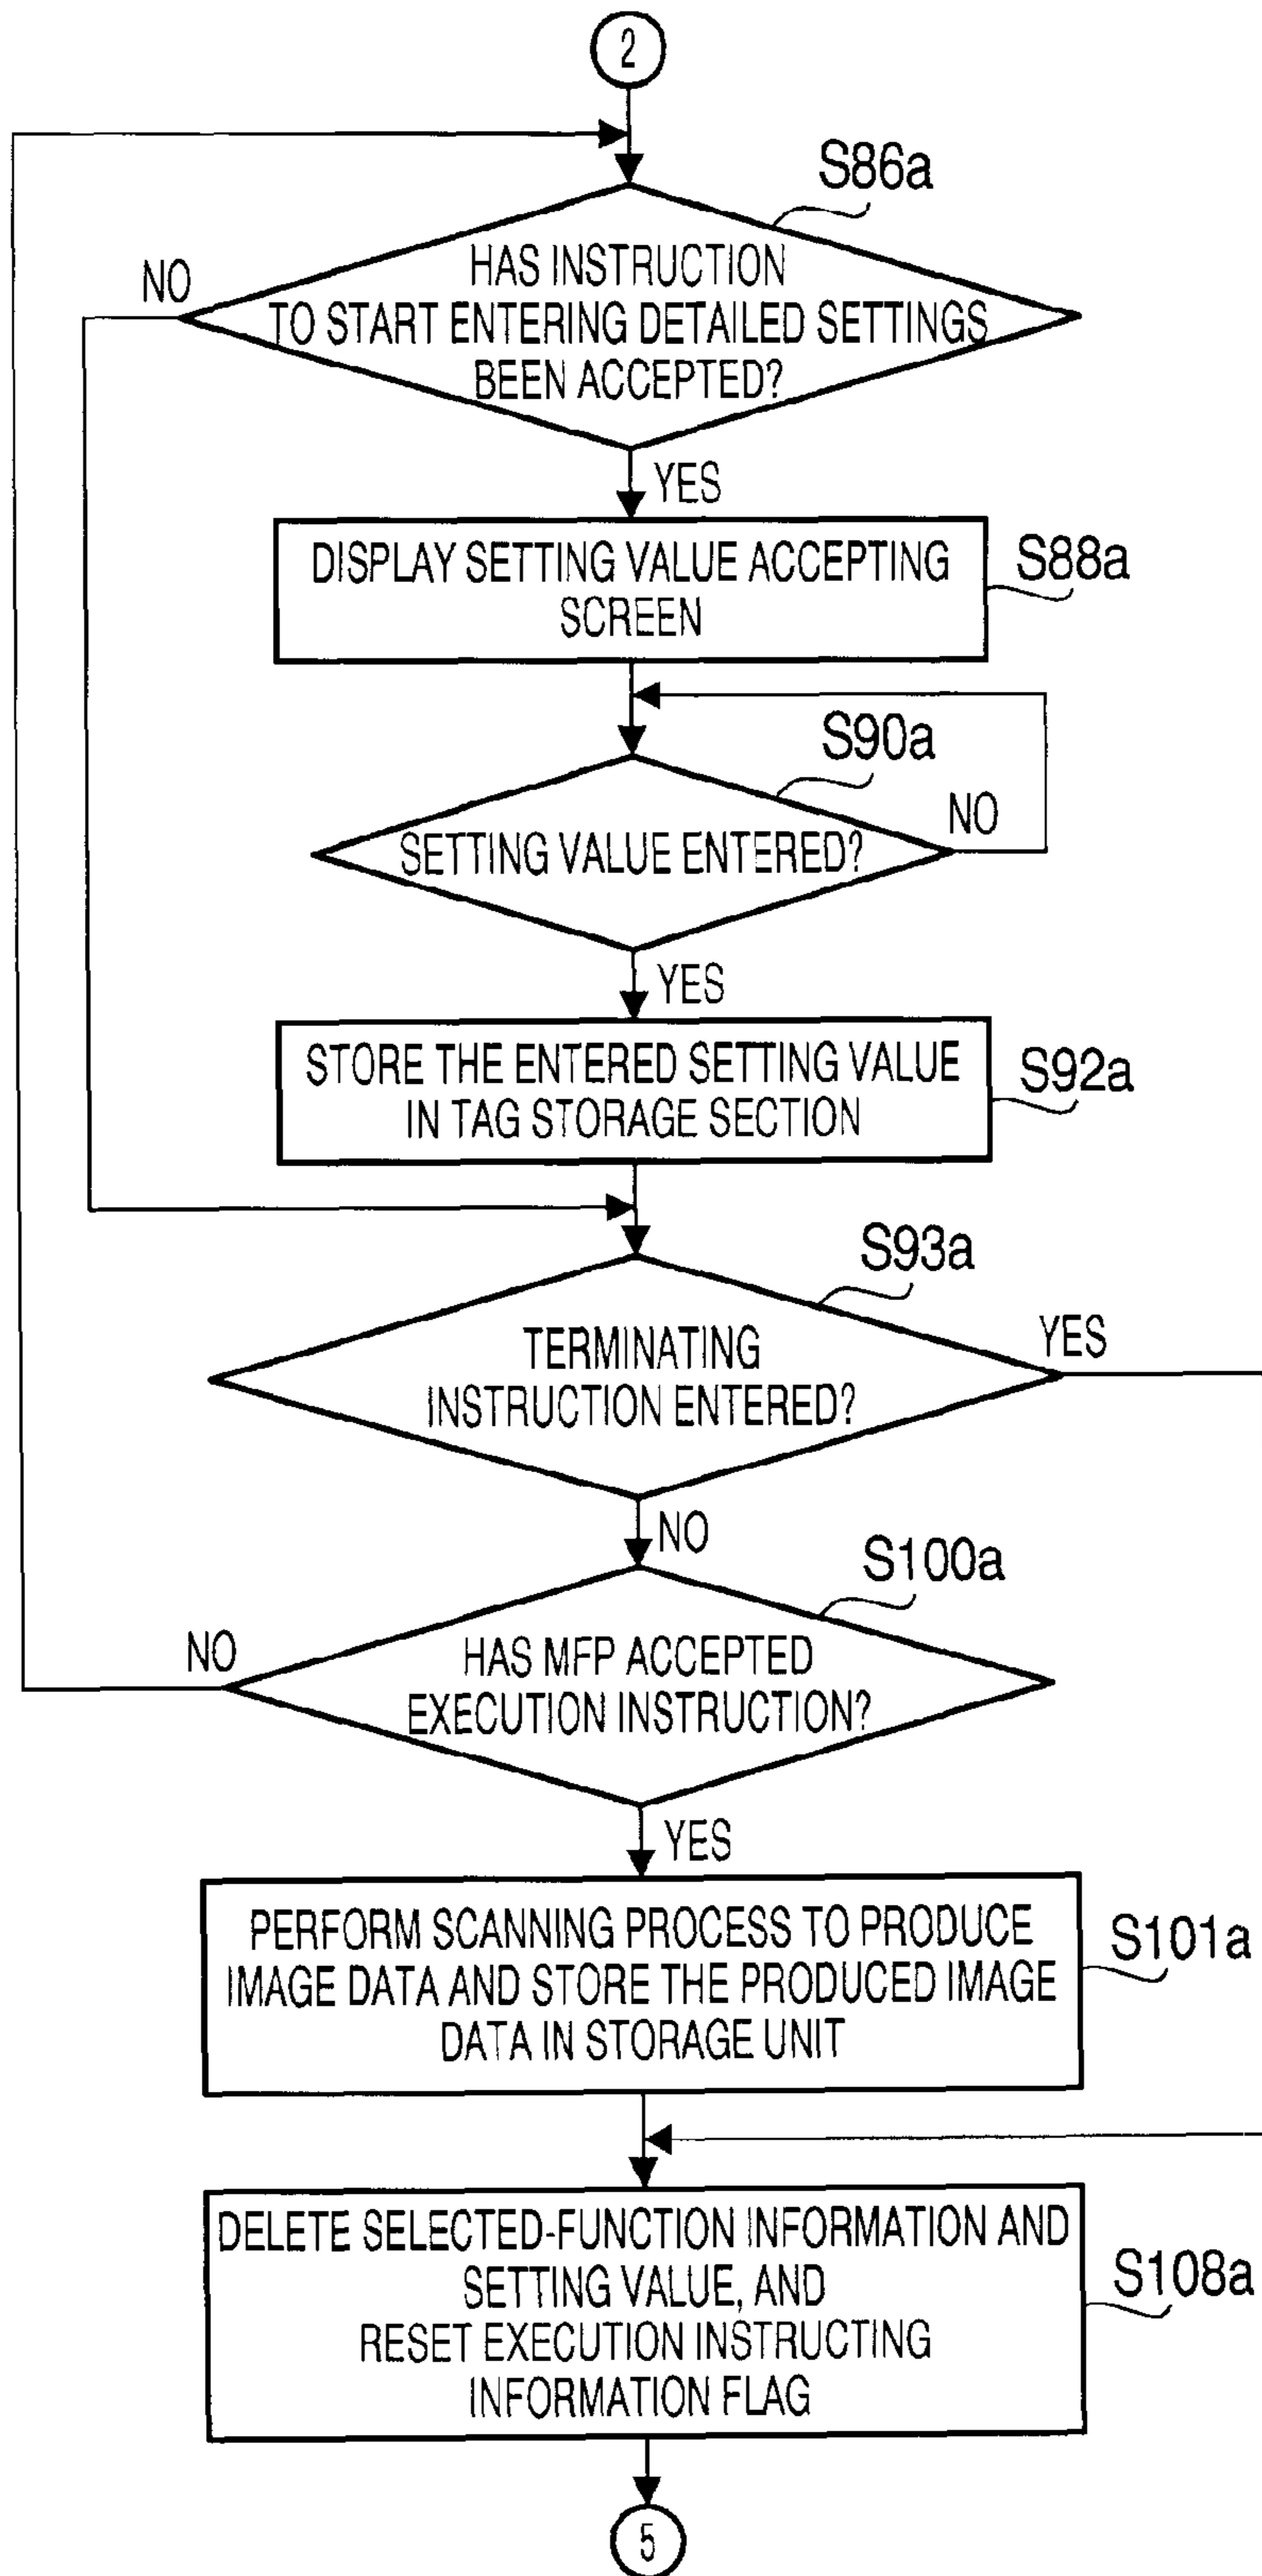 2
S86a
HAS INSTRUCTION
NO
TO START ENTERING DETAILED SETTINGS
BEEN ACCEPTED?
YES
DISPLAY SETTING VALUE ACCEPTING
SCREEN
S88a
S90a
SETTING VALUE ENTERED?
NO
YES
STORE THE ENTERED SETTING VALUE
IN TAG STORAGE SECTION
S92a
S93a
TERMINATING
INSTRUCTION ENTERED?
YES
NO
S100a
HAS MFP ACCEPTED
EXECUTION INSTRUCTION?
NO
YES
PERFORM SCANNING PROCESS TO PRODUCE
IMAGE DATA AND STORE THE PRODUCED IMAGE
DATA IN STORAGE UNIT
S101a
DELETE SELECTED-FUNCTION INFORMATION AND
SETTING VALUE, AND
RESET EXECUTION INSTRUCTING
INFORMATION FLAG
S108a
5